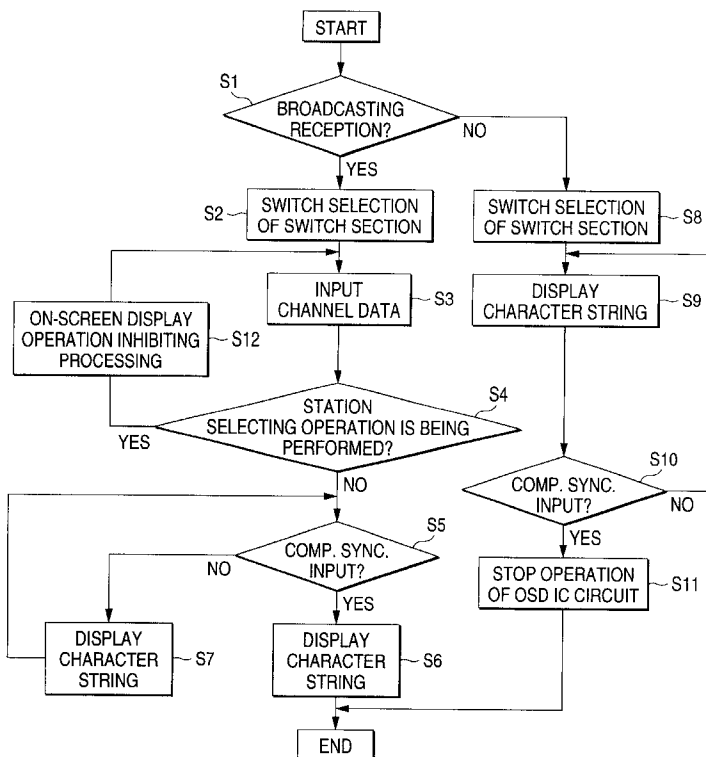 START
S1
BROADCASTING
RECEPTION?
NO
YES
S2
SWITCH SELECTION
OF SWITCH SECTION
SWITCH SELECTION
OF SWITCH SECTION
S8
INPUT
CHANNEL DATA
S3
DISPLAY
CHARACTER STRING
S9
ON-SCREEN DISPLAY
OPERATION INHIBITING
PROCESSING
S12
STATION
SELECTING OPERATION IS BEING
PERFORMED?
S4
YES
NO
COMP. SYNC.
INPUT?
S10
NO
YES
COMP. SYNC.
INPUT?
S5
NO
YES
STOP OPERATION
OF OSD IC CIRCUIT
S11
DISPLAY
CHARACTER
STRING
S7
DISPLAY
CHARACTER
STRING
S6
END